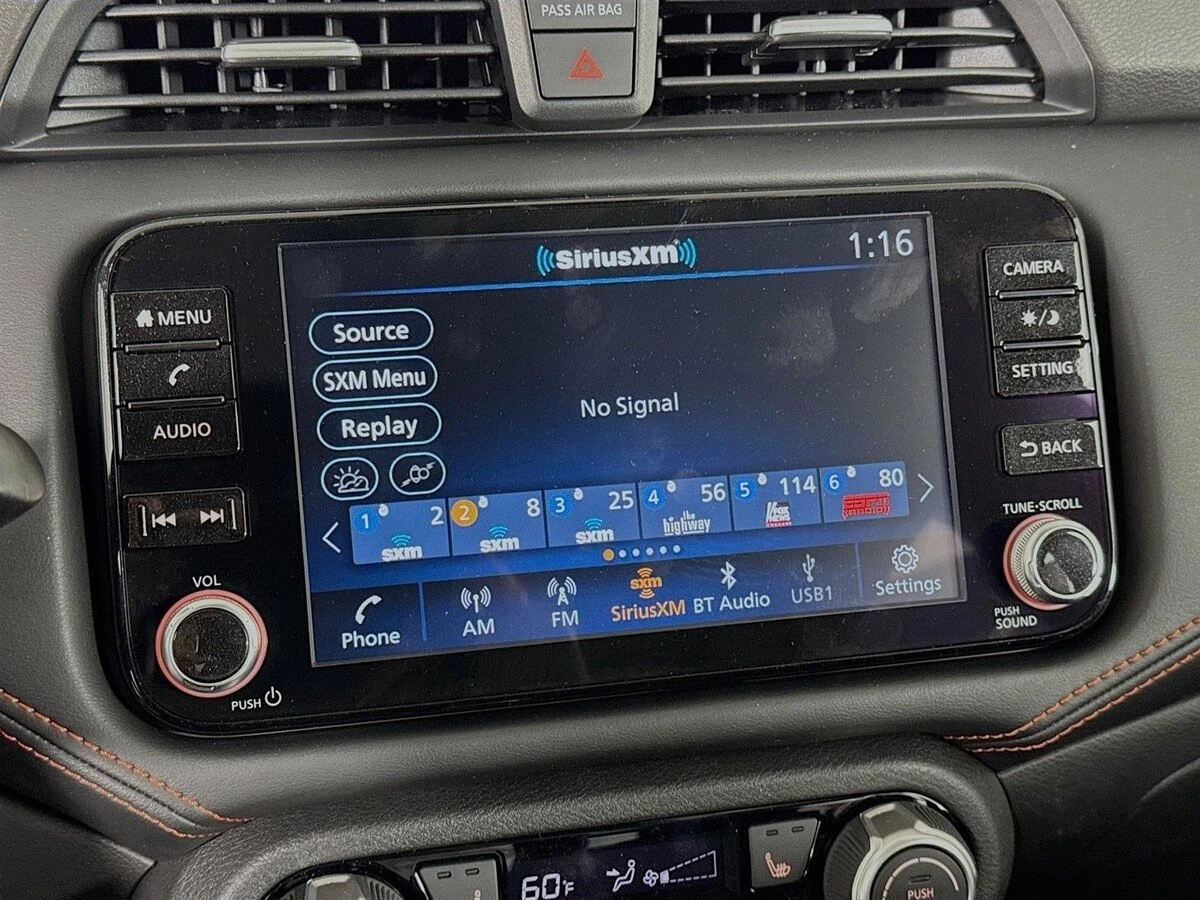 PASS AIR BAG
SiriusXM
1:16
MENU
AUDIO
VOL
PUSH
Source
SXM Menu
Replay
No Signal
1 2 sxm
2 8 sxm
3 25 sxm
4 56 the highway
5 114 FOX NEWS
6 80
Phone
AM
FM
sxm
SiriusXM
BT Audio
USB1
Settings
CAMERA
SETTING
BACK
TUNE·SCROLL
PUSH
SOUND
60°F
PUSH